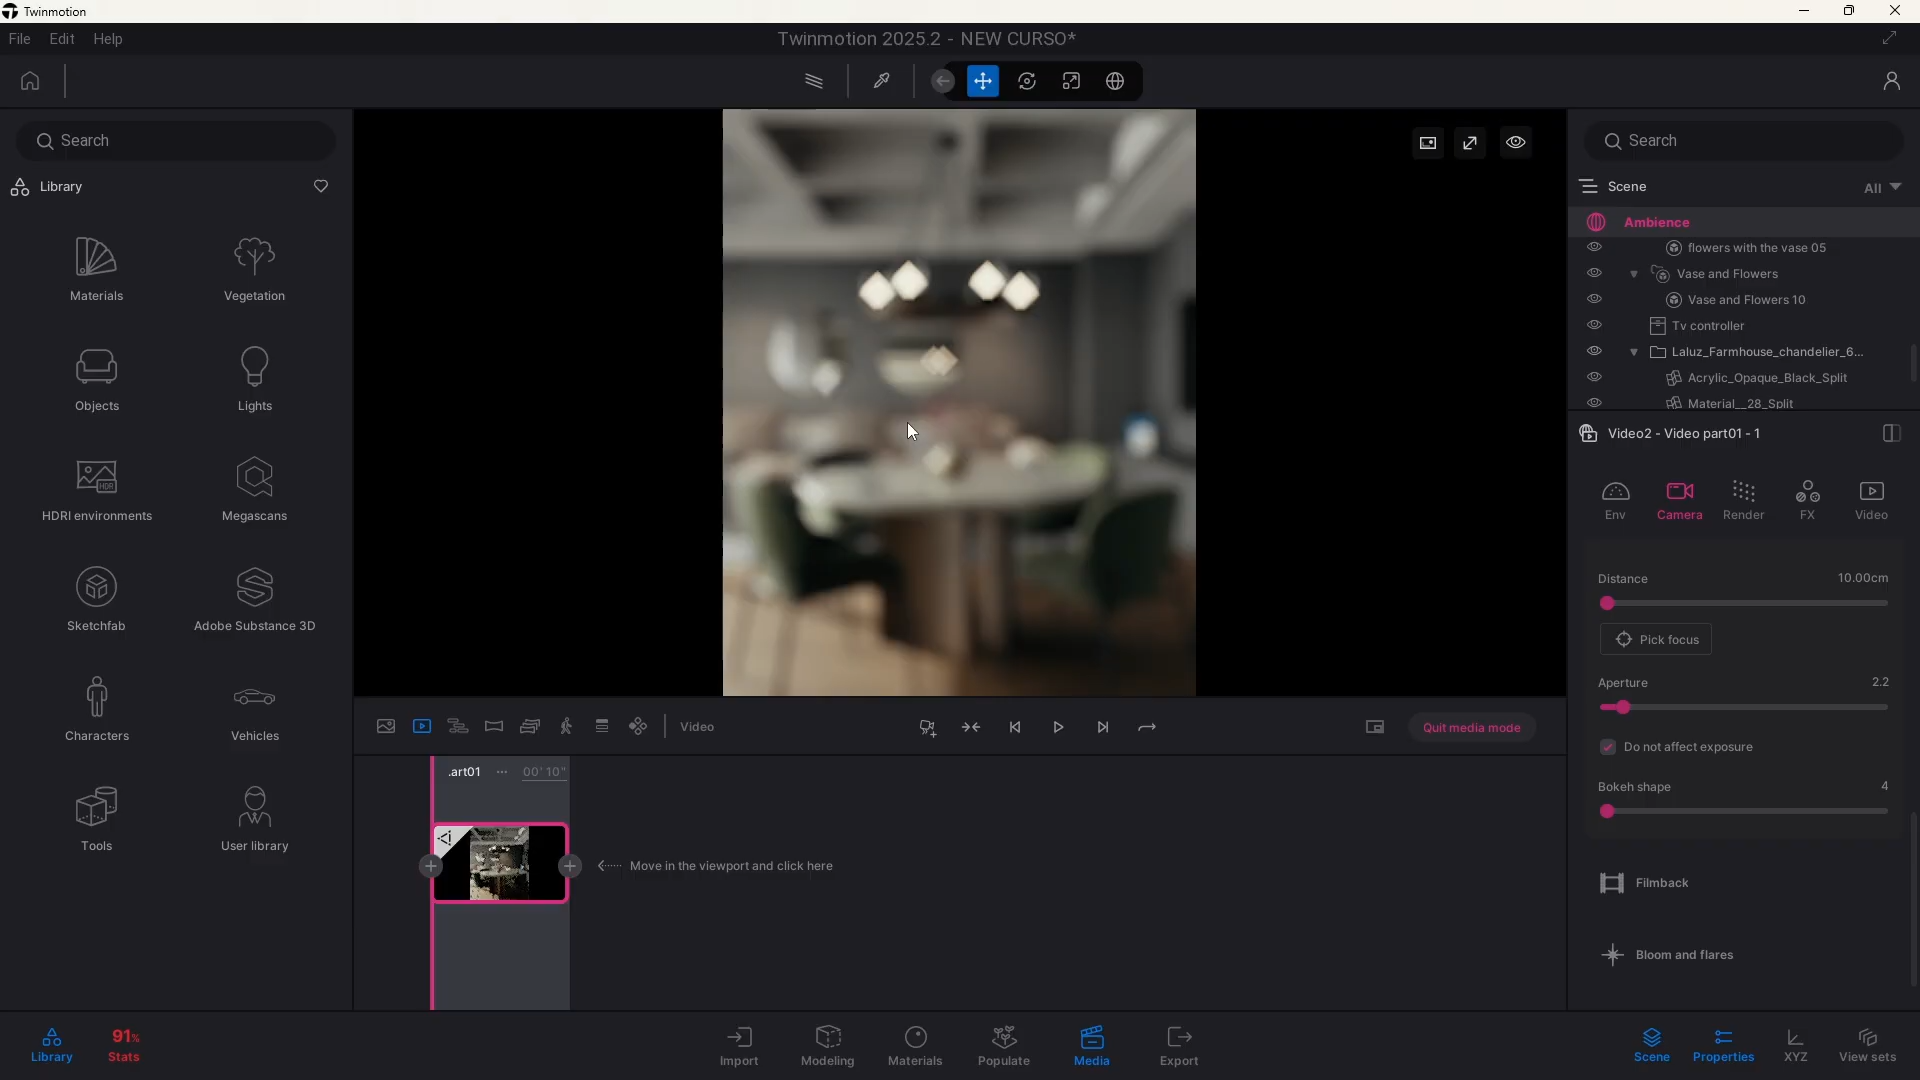 Twinmotion
File Edit Help
Twinmotion 2025.2 - NEW CURSO*
Search
Library
Materials
Vegetation
Objects
Lights
HDRI environments
Megascans
Sketchfab
Adobe Substance 3D
Characters
Vehicles
Tools
User library
Search
Scene
All
Ambience
flowers with the vase 05
Vase and Flowers
Vase and Flowers 10
Tv controller
Laluz_Farmhouse_chandelier_6...
Acrylic_Opaque_Black_Split
Material__28_Split
Video2 - Video part01 - 1
Env
Camera
Render
FX
Video
Distance 10.00cm
Pick focus
Aperture 2.2
Do not affect exposure
Bokeh shape 4
Filmback
Bloom and flares
Video
Quit media mode
.art01 ... 00'10"
Move in the viewport and click here
Library
91%
Stats
Import
Modeling
Materials
Populate
Media
Export
Scene
Properties
XYZ
View sets